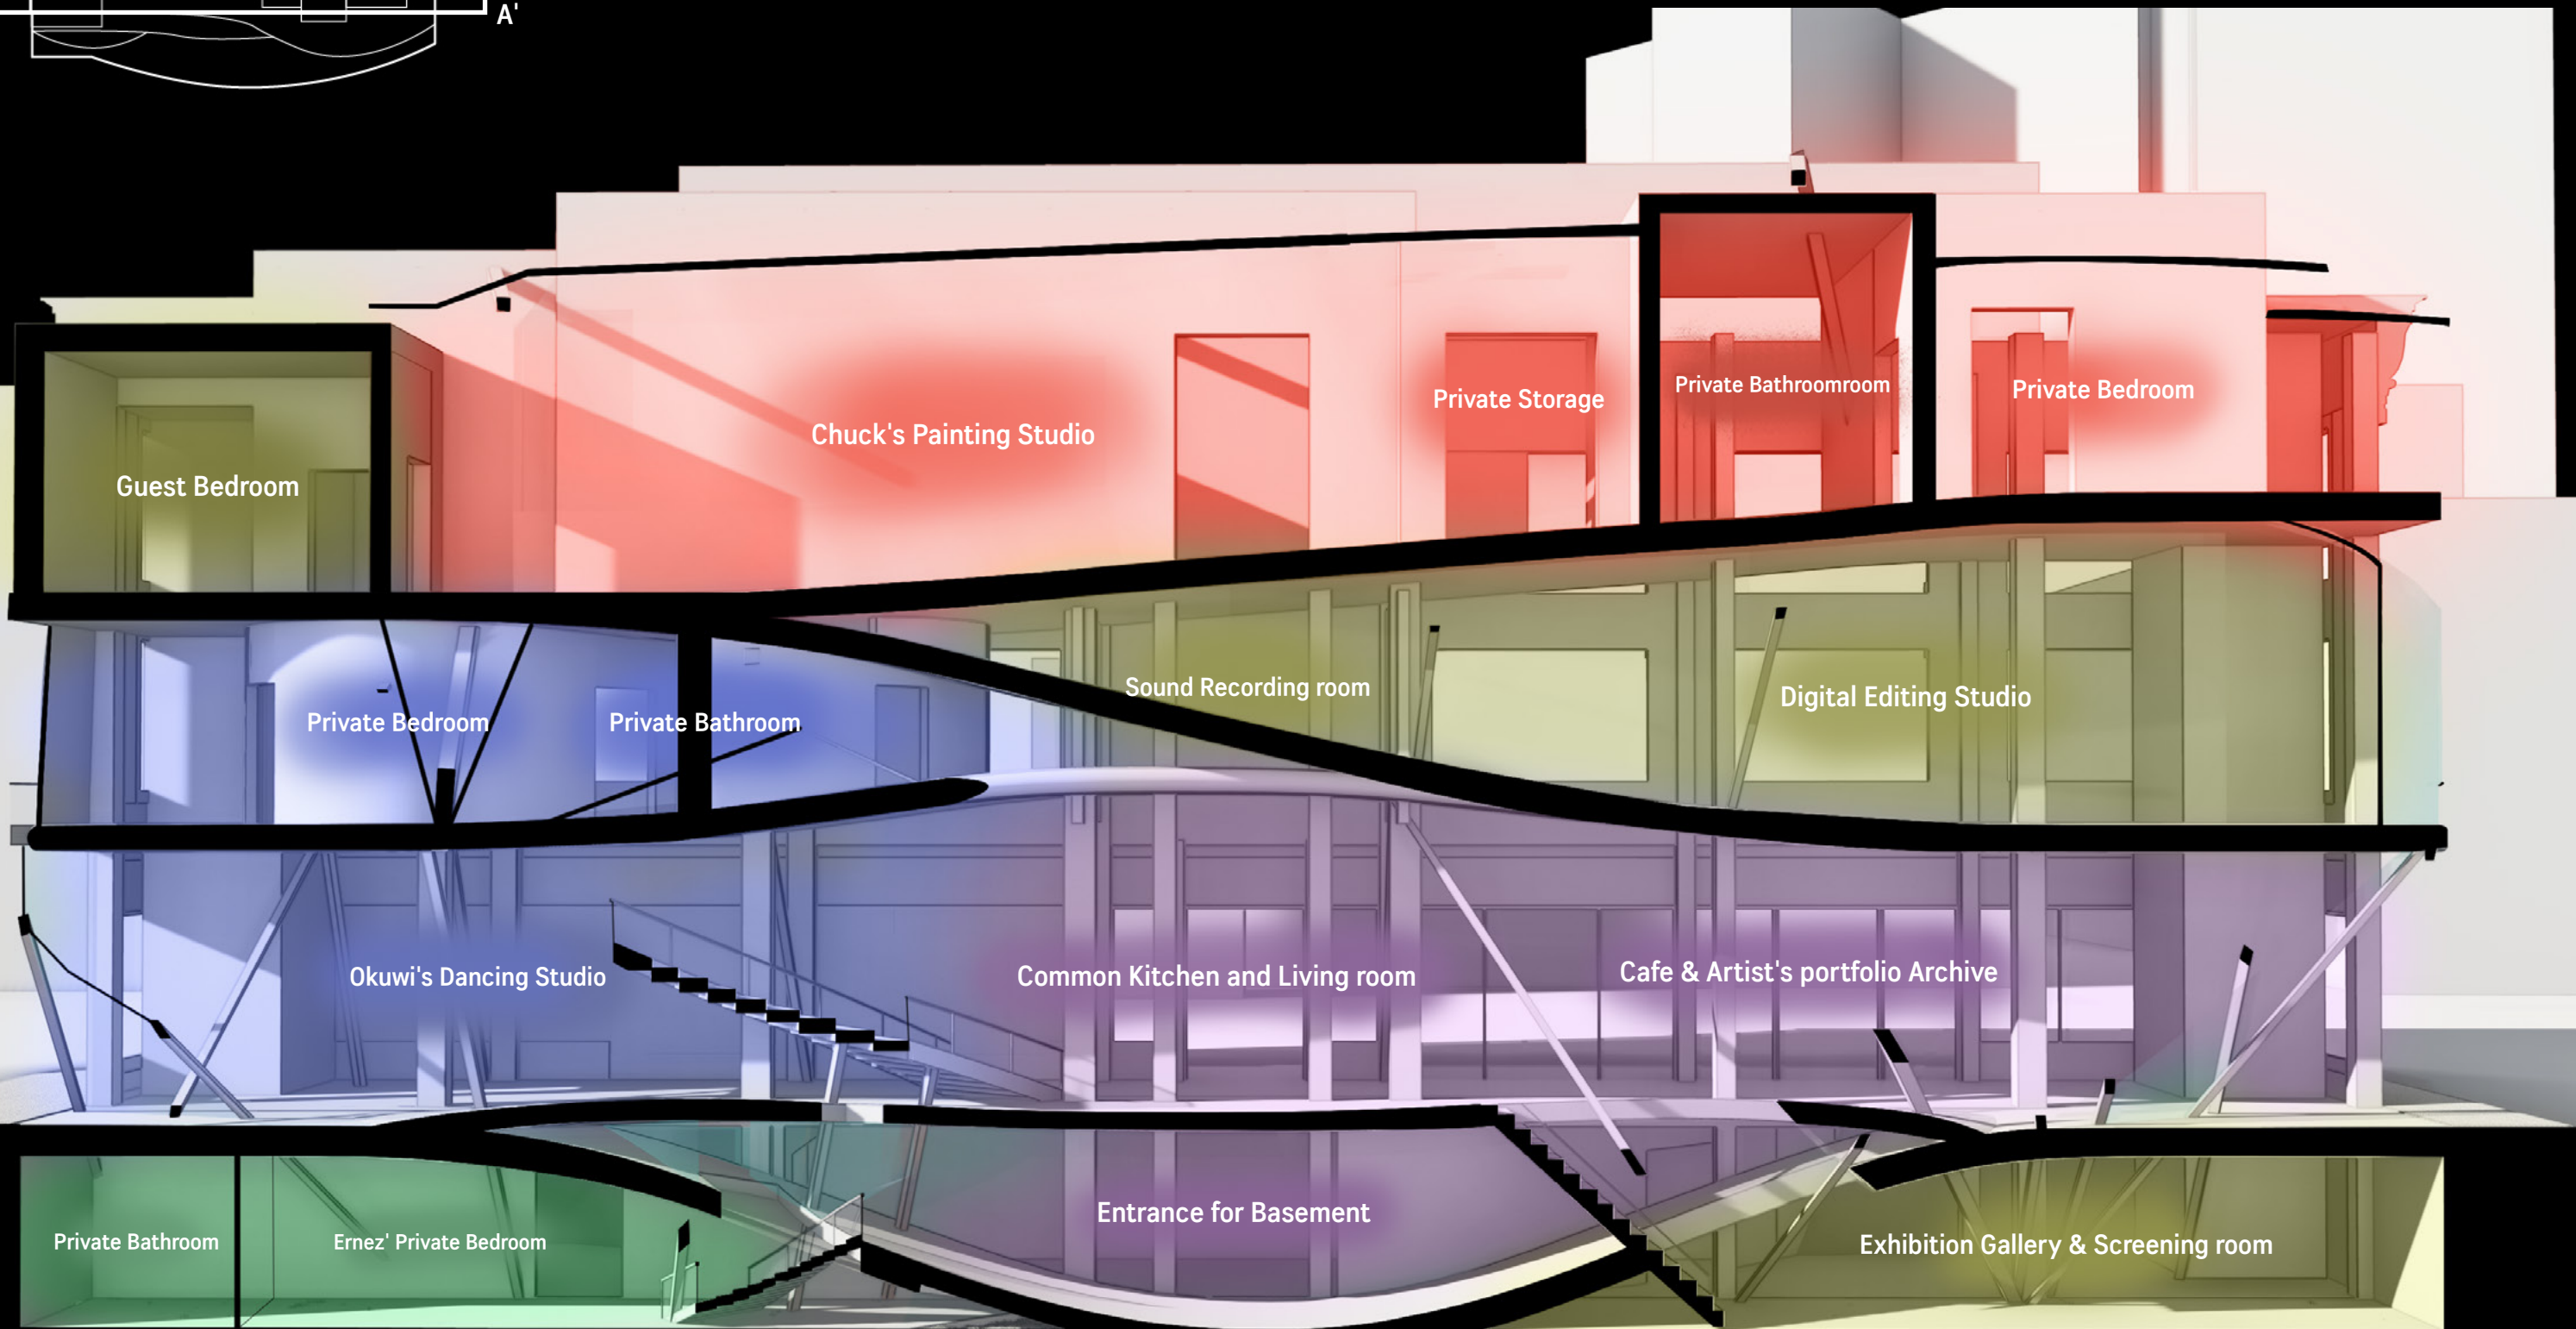 A'
Chuck's Painting Studio
Private Storage
Private Bathroomroom
Private Bedroom
Guest Bedroom
Sound Recording room
Digital Editing Studio
Private Bedroom
Private Bathroom
Okuwi's Dancing Studio
Common Kitchen and Living room
Cafe & Artist's portfolio Archive
Entrance for Basement
Private Bathroom
Ernez' Private Bedroom
Exhibition Gallery & Screening room